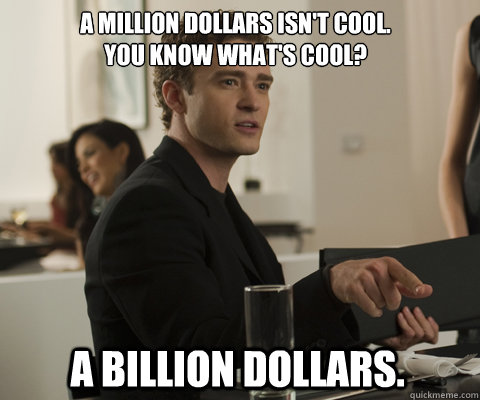 A MILLION DOLLARS ISN'T COOL.
YOU KNOW WHAT'S COOL?
A BILLION DOLLARS.
quickmeme.com